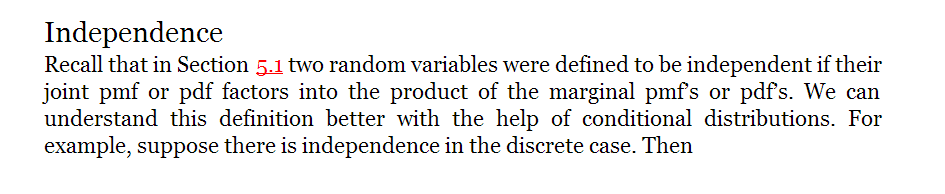 Independence
Recall that in Section 5.1 two random variables were defined to be independent if their
joint pmf or pdf factors into the product of the marginal pmf's or pdf's. We can
understand this definition better with the help of conditional distributions. For
example, suppose there is independence in the discrete case. Then